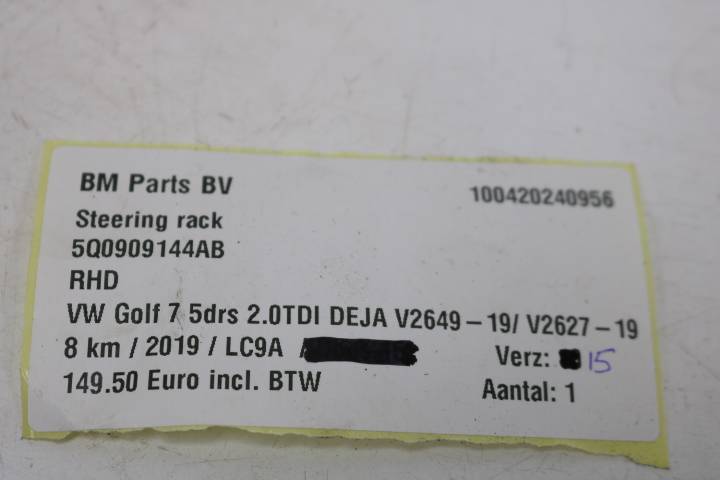 BM Parts BV 100420240956
Steering rack
5Q0909144AB
RHD
VW Golf 7 5drs 2.0TDI DEJA V2649-19/ V2627-19
8 km / 2019 / LC9A Verz: 15
149.50 Euro incl. BTW Aantal: 1